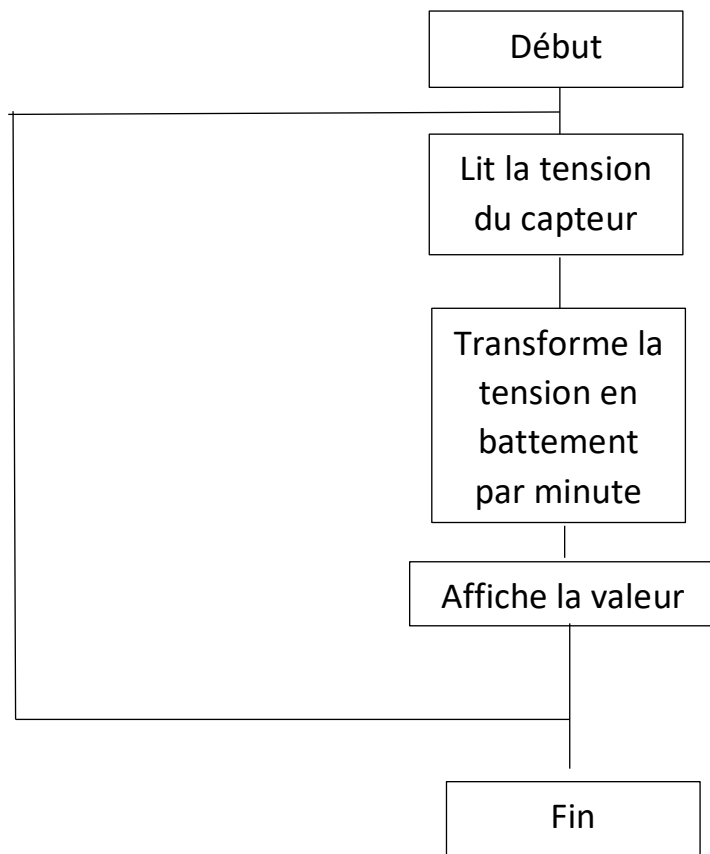 Début
Lit la tension
du capteur
Transforme la
tension en
battement
par minute
Affiche la valeur
Fin